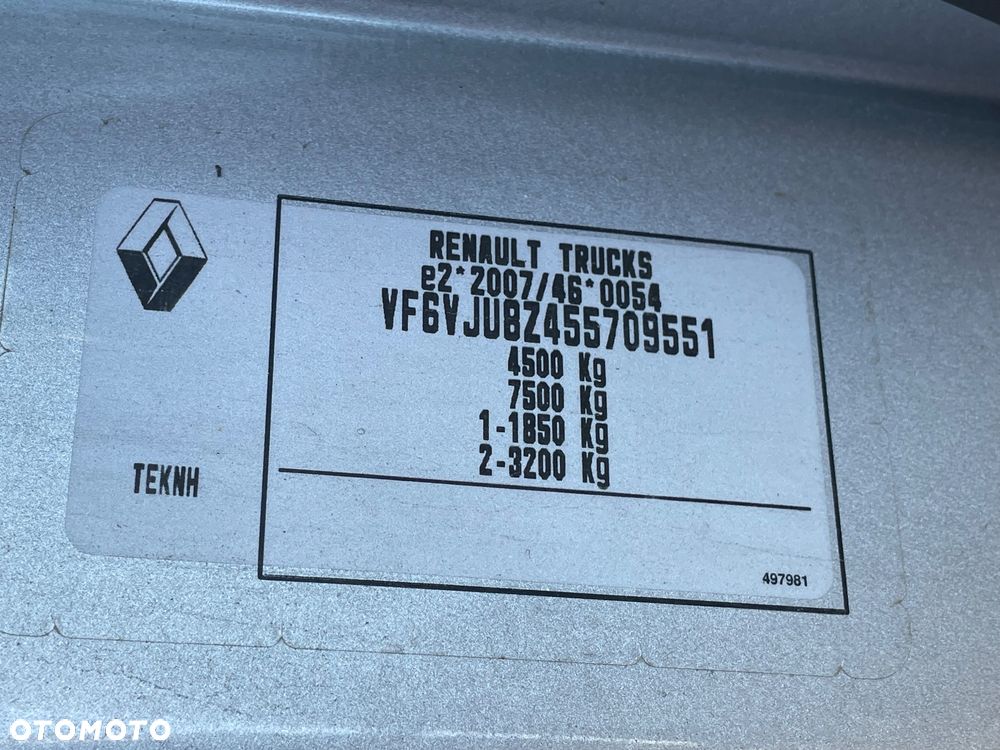 RENAULT TRUCKS
e2*2007/46*0054
VF6VJU8Z455709551
4500 Kg
7500 Kg
1-1850 Kg
2-3200 Kg
TEKNH
497981
OTOMOTO